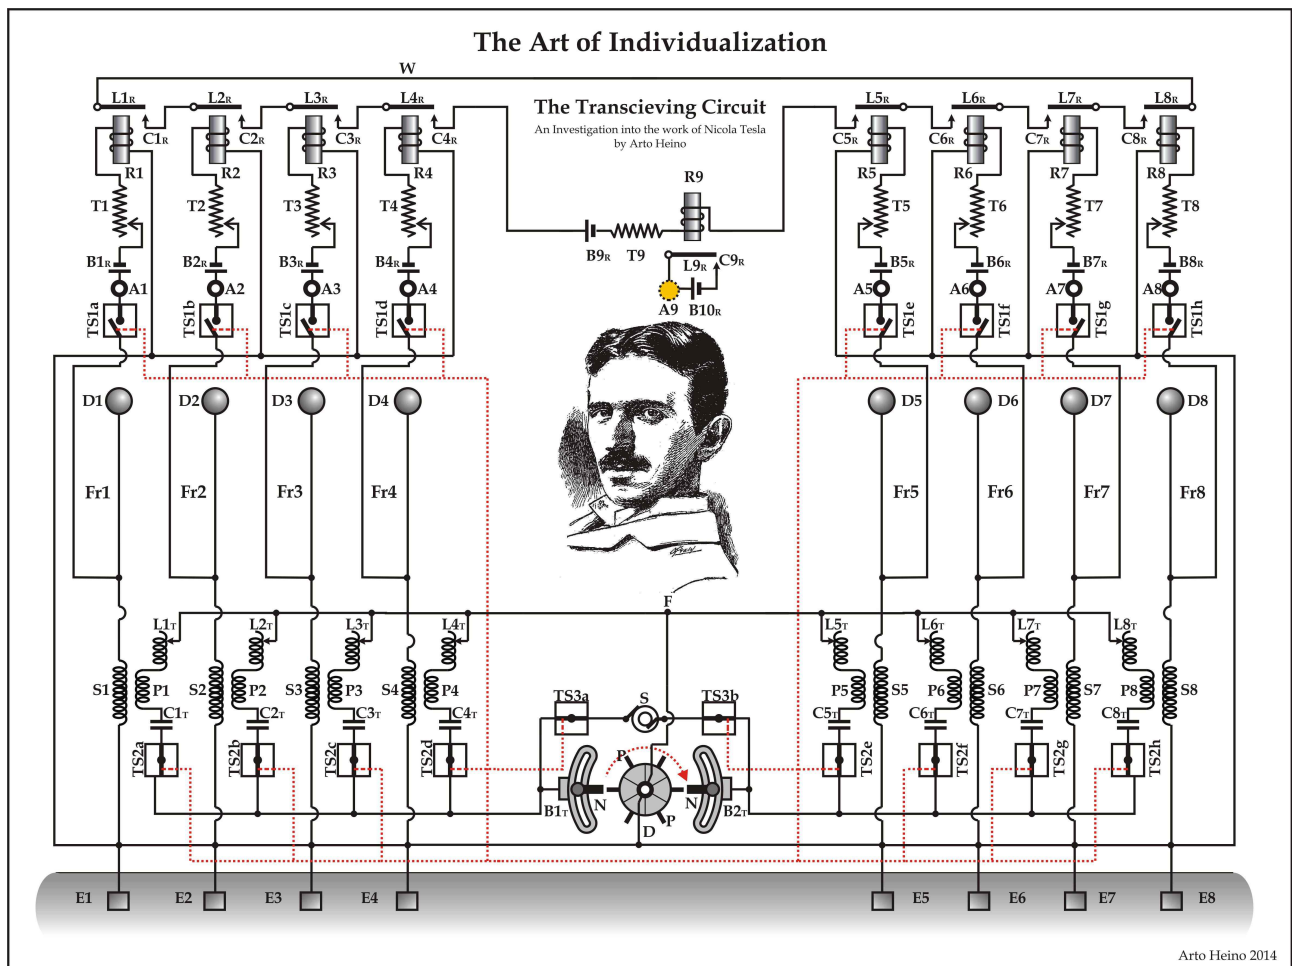 The Art of Individualization
W
L1R L2R L3R L4R L5R L6R L7R L8R
The Transcieving Circuit
An Investigation into the work of Nicola Tesla
by Arto Heino
C1R C2R C3R C4R C5R C6R C7R C8R
R1 R2 R3 R4 R9 R5 R6 R7 R8
T1 T2 T3 T4 T5 T6 T7 T8
B9R T9 L9R C9R
B1R B2R B3R B4R B5R B6R B7R B8R
A1 A2 A3 A4 A5 A6 A7 A8
A9 B10R
TS1a TS1b TS1c TS1d TS1e TS1f TS1g TS1h
D1 D2 D3 D4 D5 D6 D7 D8
Fr1 Fr2 Fr3 Fr4 Fr5 Fr6 Fr7 Fr8
F
L1T L2T L3T L4T L5T L6T L7T L8T
S1 P1 S2 P2 S3 P3 S4 P4 P5 S5 P6 S6 P7 S7 P8 S8
TS3a S TS3b
C1T C2T C3T C4T C5T C6T C7T C8T
TS2a TS2b TS2c TS2d TS2e TS2f TS2g TS2h
P
B1T N N B2T
D P
E1 E2 E3 E4 E5 E6 E7 E8
Arto Heino 2014